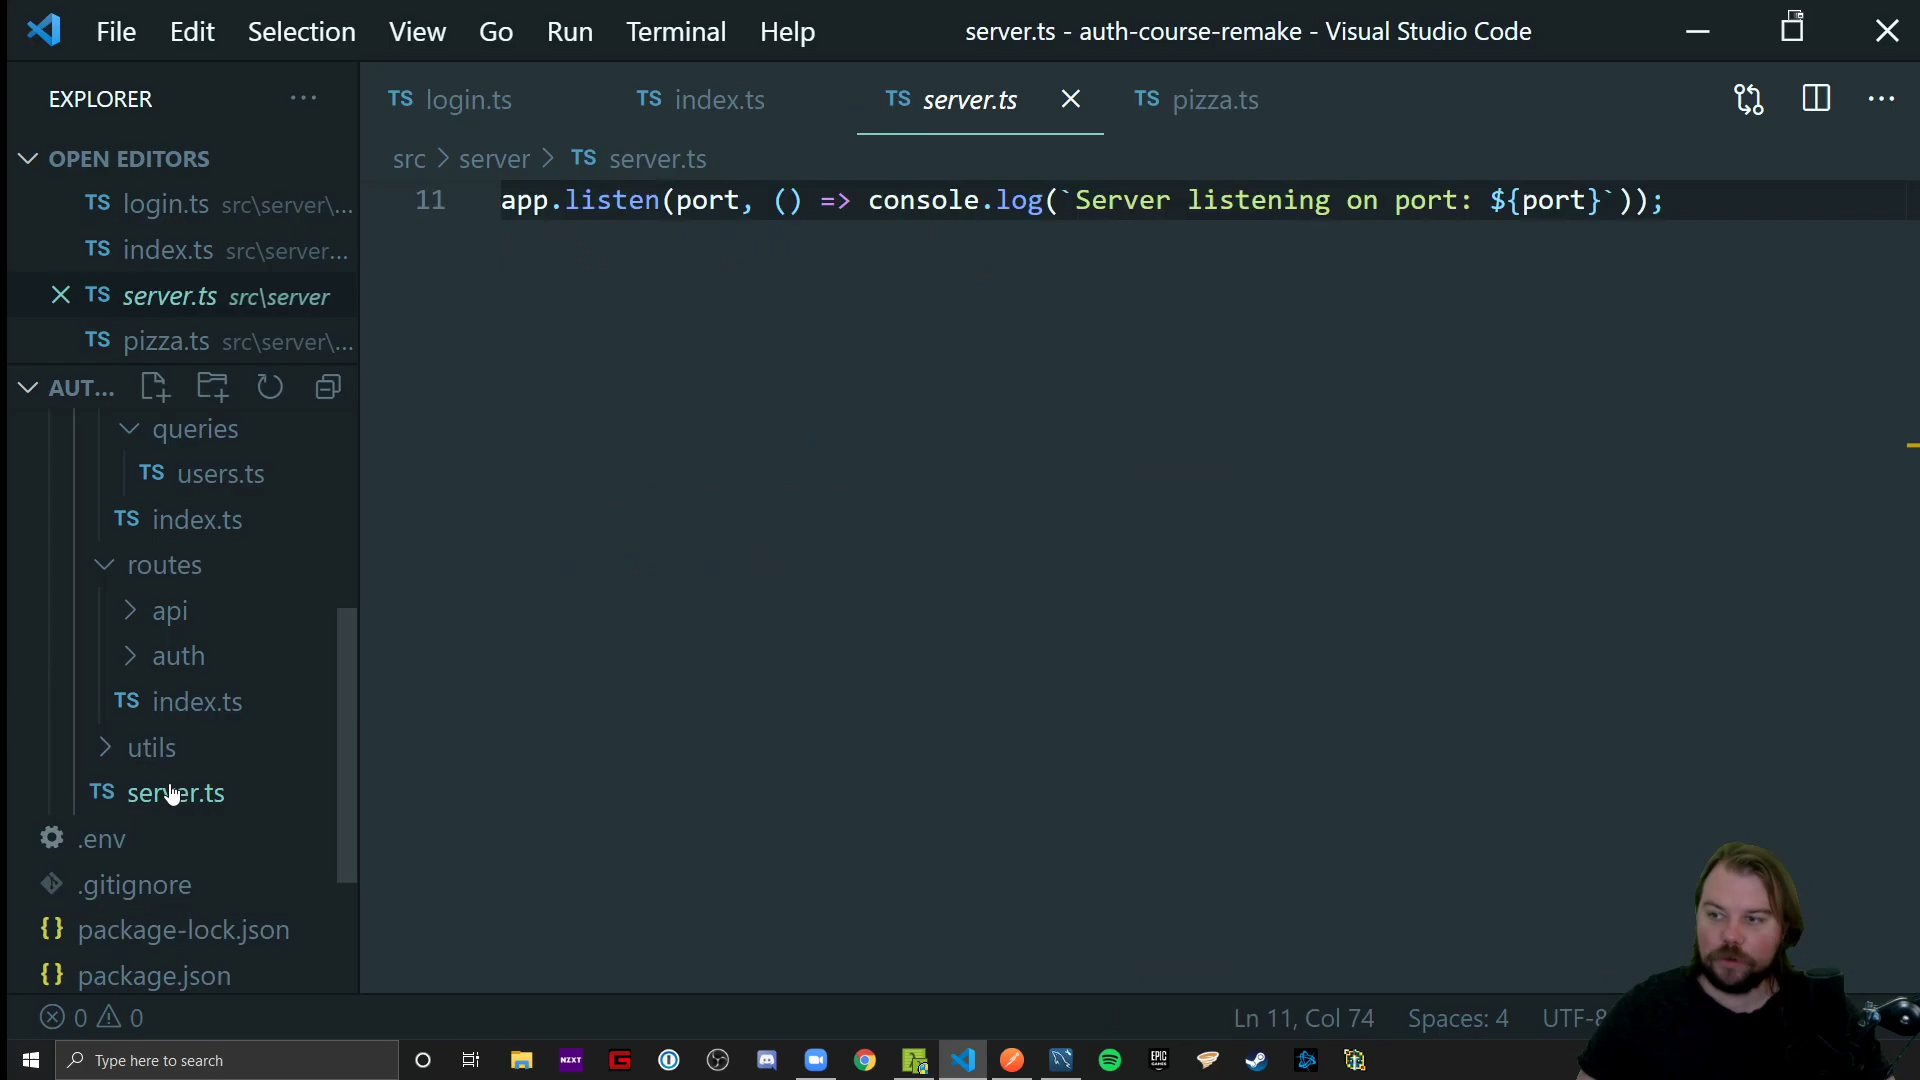 File Edit Selection View Go Run Terminal Help server.ts - auth-course-remake - Visual Studio Code
EXPLORER
TS login.ts TS index.ts TS server.ts TS pizza.ts
OPEN EDITORS
src > server > TS server.ts
TS login.ts src\server\...
11 app.listen(port, () => console.log(`Server listening on port: ${port}`));
TS index.ts src\server...
TS server.ts src\server
TS pizza.ts src\server\...
AUT...
queries
TS users.ts
TS index.ts
routes
api
auth
TS index.ts
utils
TS server.ts
.env
.gitignore
{} package-lock.json
{} package.json
0 0 Ln 11, Col 74 Spaces: 4 UTF-8
Type here to search NZXT EPIC GAMES